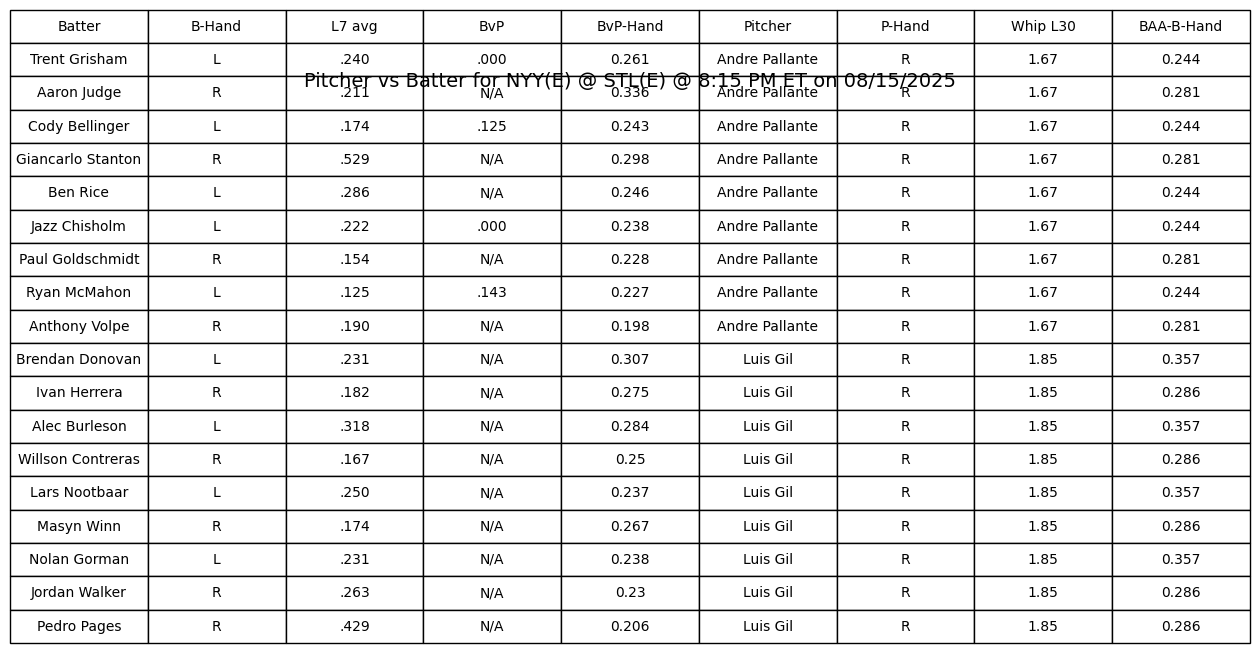 Batter B-Hand L7 avg BvP BvP-Hand Pitcher P-Hand Whip L30 BAA-B-Hand
Trent Grisham L .240 .000 0.261 Andre Pallante R 1.67 0.244
Pitcher vs Batter for NYY(E) @ STL(E) @ 8:15 PM ET on 08/15/2025
Aaron Judge R .211 N/A 0.336 Andre Pallante R 1.67 0.281
Cody Bellinger L .174 .125 0.243 Andre Pallante R 1.67 0.244
Giancarlo Stanton R .529 N/A 0.298 Andre Pallante R 1.67 0.281
Ben Rice L .286 N/A 0.246 Andre Pallante R 1.67 0.244
Jazz Chisholm L .222 .000 0.238 Andre Pallante R 1.67 0.244
Paul Goldschmidt R .154 N/A 0.228 Andre Pallante R 1.67 0.281
Ryan McMahon L .125 .143 0.227 Andre Pallante R 1.67 0.244
Anthony Volpe R .190 N/A 0.198 Andre Pallante R 1.67 0.281
Brendan Donovan L .231 N/A 0.307 Luis Gil R 1.85 0.357
Ivan Herrera R .182 N/A 0.275 Luis Gil R 1.85 0.286
Alec Burleson L .318 N/A 0.284 Luis Gil R 1.85 0.357
Willson Contreras R .167 N/A 0.25 Luis Gil R 1.85 0.286
Lars Nootbaar L .250 N/A 0.237 Luis Gil R 1.85 0.357
Masyn Winn R .174 N/A 0.267 Luis Gil R 1.85 0.286
Nolan Gorman L .231 N/A 0.238 Luis Gil R 1.85 0.357
Jordan Walker R .263 N/A 0.23 Luis Gil R 1.85 0.286
Pedro Pages R .429 N/A 0.206 Luis Gil R 1.85 0.286